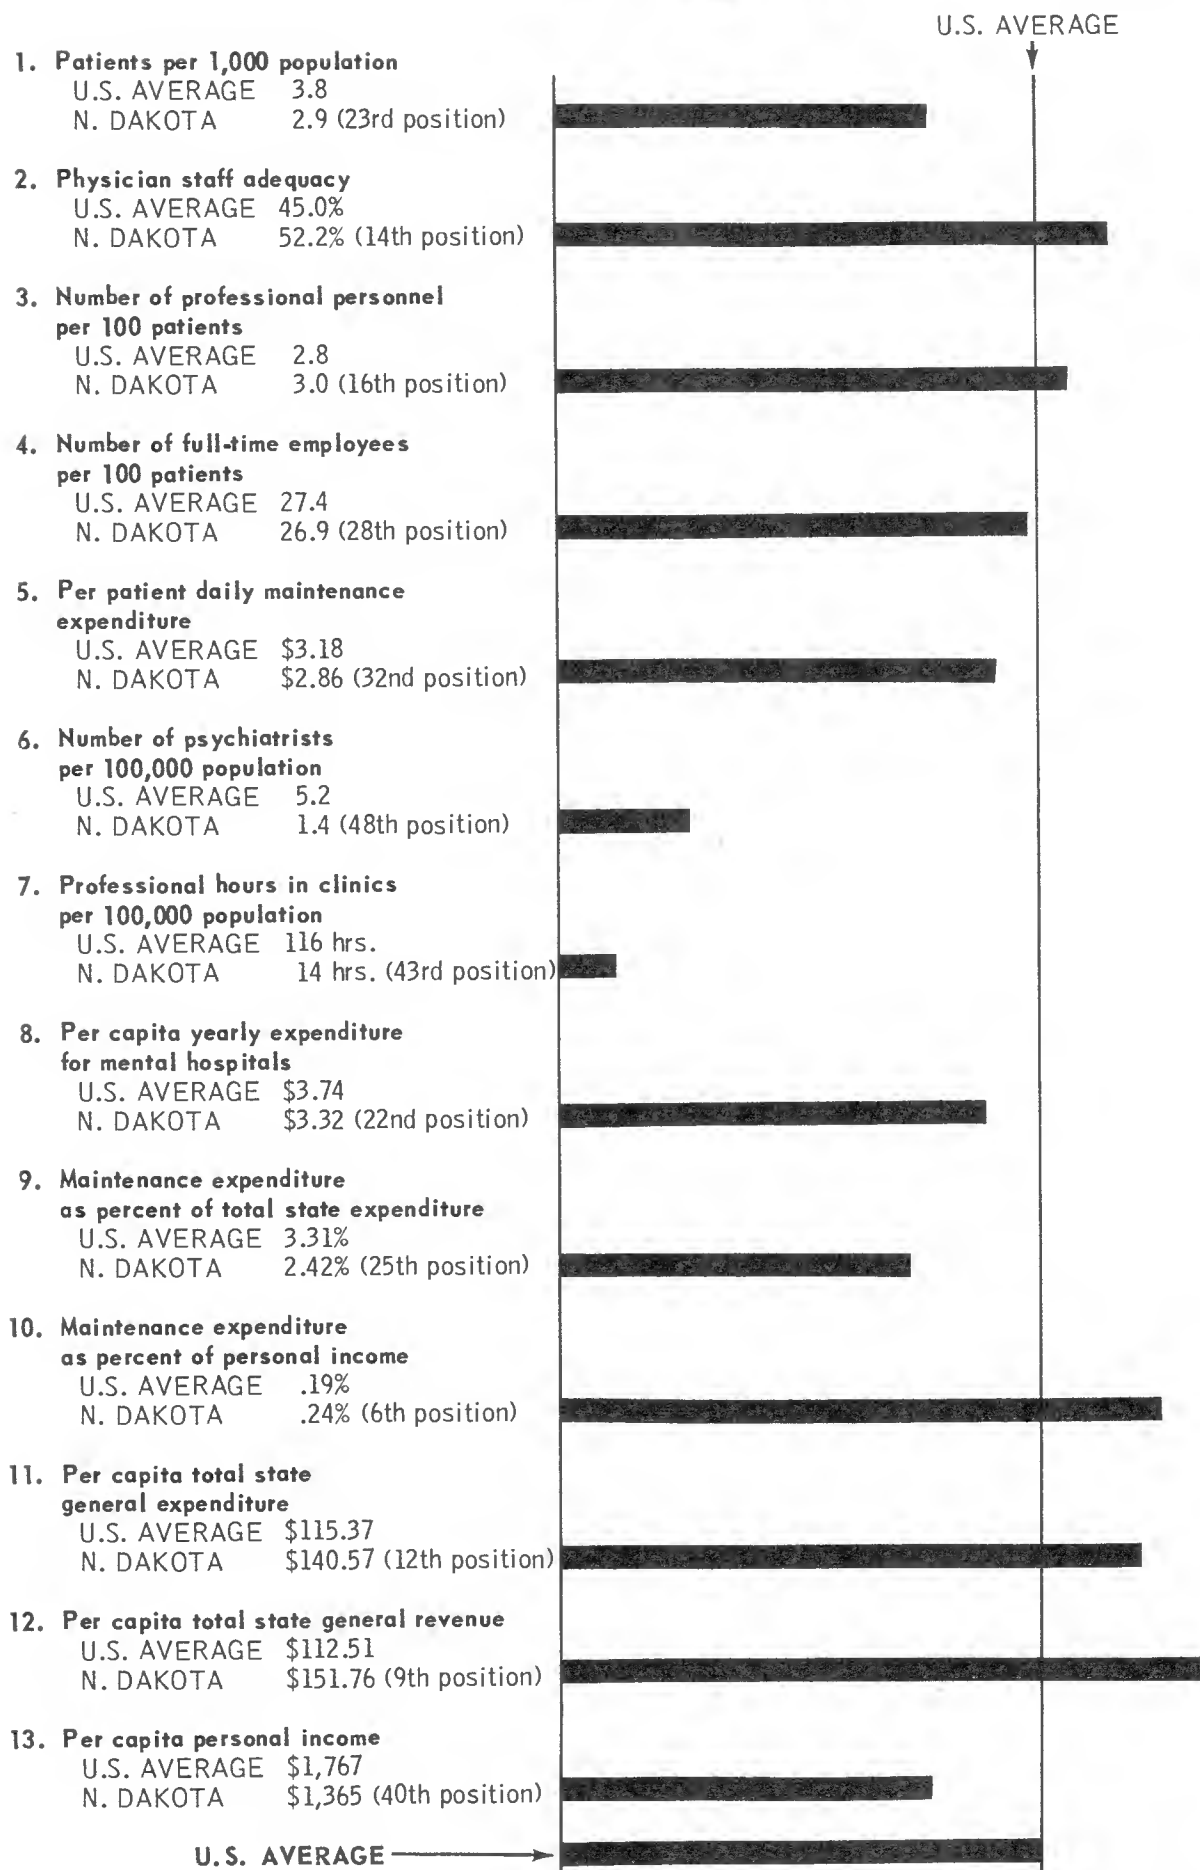 U.S. AVERAGE
1. Patients per 1,000 population
U.S. AVERAGE 3.8
N. DAKOTA 2.9 (23rd position)
2. Physician staff adequacy
U.S. AVERAGE 45.0%
N. DAKOTA 52.2% (14th position)
3. Number of professional personnel
per 100 patients
U.S. AVERAGE 2.8
N. DAKOTA 3.0 (16th position)
4. Number of full-time employees
per 100 patients
U.S. AVERAGE 27.4
N. DAKOTA 26.9 (28th position)
5. Per patient daily maintenance
expenditure
U.S. AVERAGE $3.18
N. DAKOTA $2.86 (32nd position)
6. Number of psychiatrists
per 100,000 population
U.S. AVERAGE 5.2
N. DAKOTA 1.4 (48th position)
7. Professional hours in clinics
per 100,000 population
U.S. AVERAGE 116 hrs.
N. DAKOTA 14 hrs. (43rd position)
8. Per capita yearly expenditure
for mental hospitals
U.S. AVERAGE $3.74
N. DAKOTA $3.32 (22nd position)
9. Maintenance expenditure
as percent of total state expenditure
U.S. AVERAGE 3.31%
N. DAKOTA 2.42% (25th position)
10. Maintenance expenditure
as percent of personal income
U.S. AVERAGE .19%
N. DAKOTA .24% (6th position)
11. Per capita total state
general expenditure
U.S. AVERAGE $115.37
N. DAKOTA $140.57 (12th position)
12. Per capita total state general revenue
U.S. AVERAGE $112.51
N. DAKOTA $151.76 (9th position)
13. Per capita personal income
U.S. AVERAGE $1,767
N. DAKOTA $1,365 (40th position)
U.S. AVERAGE